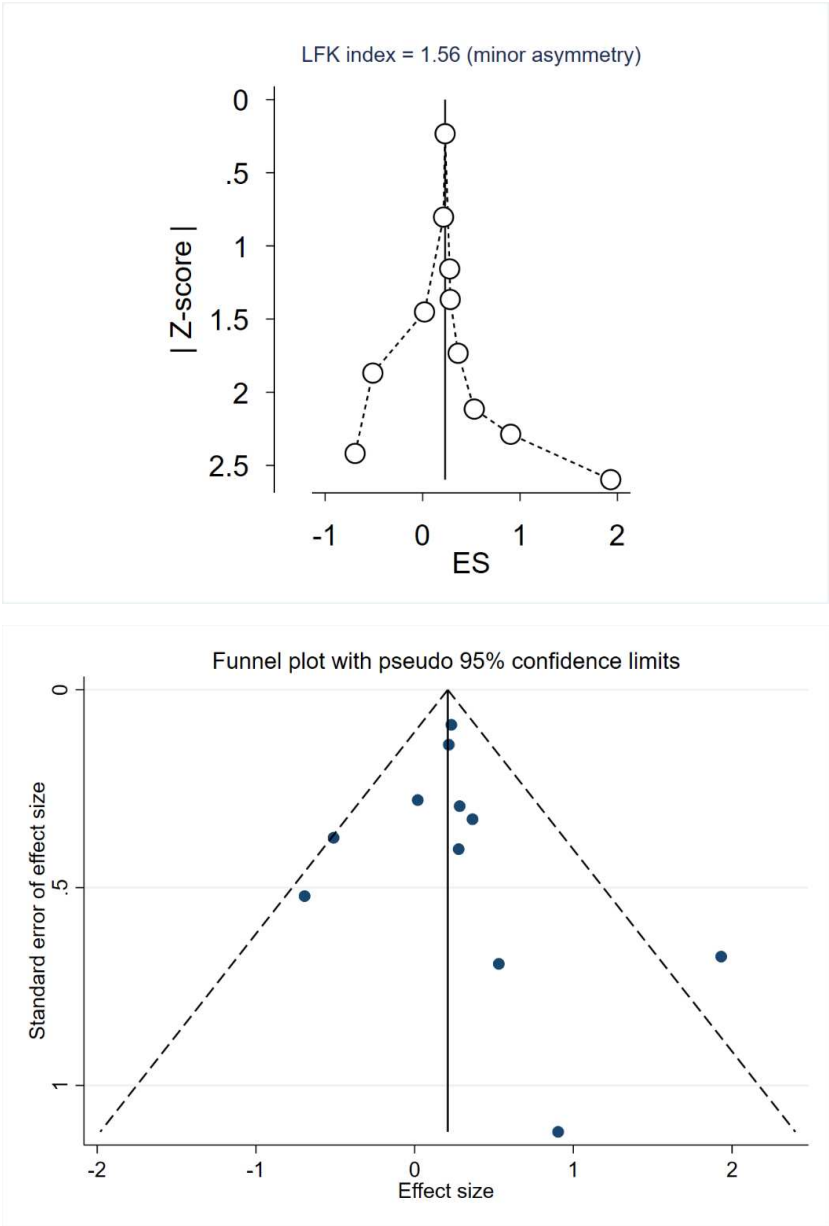 LFK index = 1.56 (minor asymmetry)
0
.5
1
1.5
2
2.5
| Z-score |
-1 0 1 2
ES
Funnel plot with pseudo 95% confidence limits
0
.5
1
Standard error of effect size
-2 -1 0 1 2
Effect size